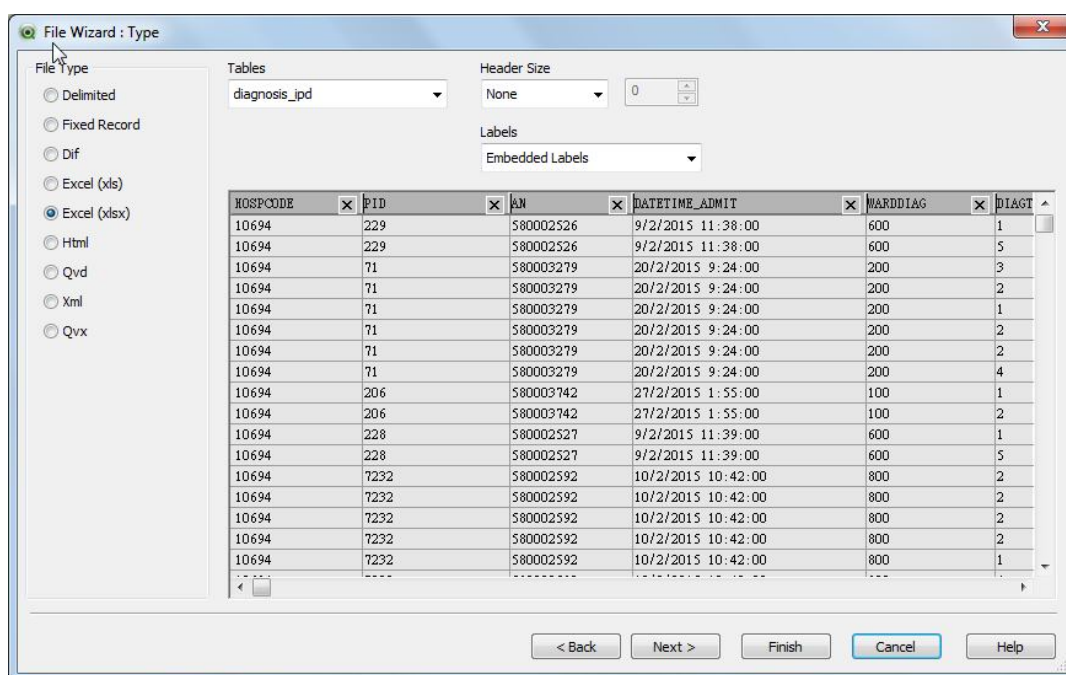 File Wizard : Type
File Type
Delimited
Fixed Record
Dif
Excel (xls)
Excel (xlsx)
Html
Qvd
Xml
Qvx
Tables
diagnosis_ipd
Header Size
None
0
Labels
Embedded Labels
HOSPCODE PID AN DATETIME_ADMIT WARDDIAG DIAGT
10694 229 580002526 9/2/2015 11:38:00 600 1
10694 229 580002526 9/2/2015 11:38:00 600 5
10694 71 580003279 20/2/2015 9:24:00 200 3
10694 71 580003279 20/2/2015 9:24:00 200 2
10694 71 580003279 20/2/2015 9:24:00 200 1
10694 71 580003279 20/2/2015 9:24:00 200 2
10694 71 580003279 20/2/2015 9:24:00 200 2
10694 71 580003279 20/2/2015 9:24:00 200 4
10694 206 580003742 27/2/2015 1:55:00 100 1
10694 206 580003742 27/2/2015 1:55:00 100 2
10694 228 580002527 9/2/2015 11:39:00 600 1
10694 228 580002527 9/2/2015 11:39:00 600 5
10694 7232 580002592 10/2/2015 10:42:00 800 2
10694 7232 580002592 10/2/2015 10:42:00 800 2
10694 7232 580002592 10/2/2015 10:42:00 800 2
10694 7232 580002592 10/2/2015 10:42:00 800 2
10694 7232 580002592 10/2/2015 10:42:00 800 1
< Back Next > Finish Cancel Help